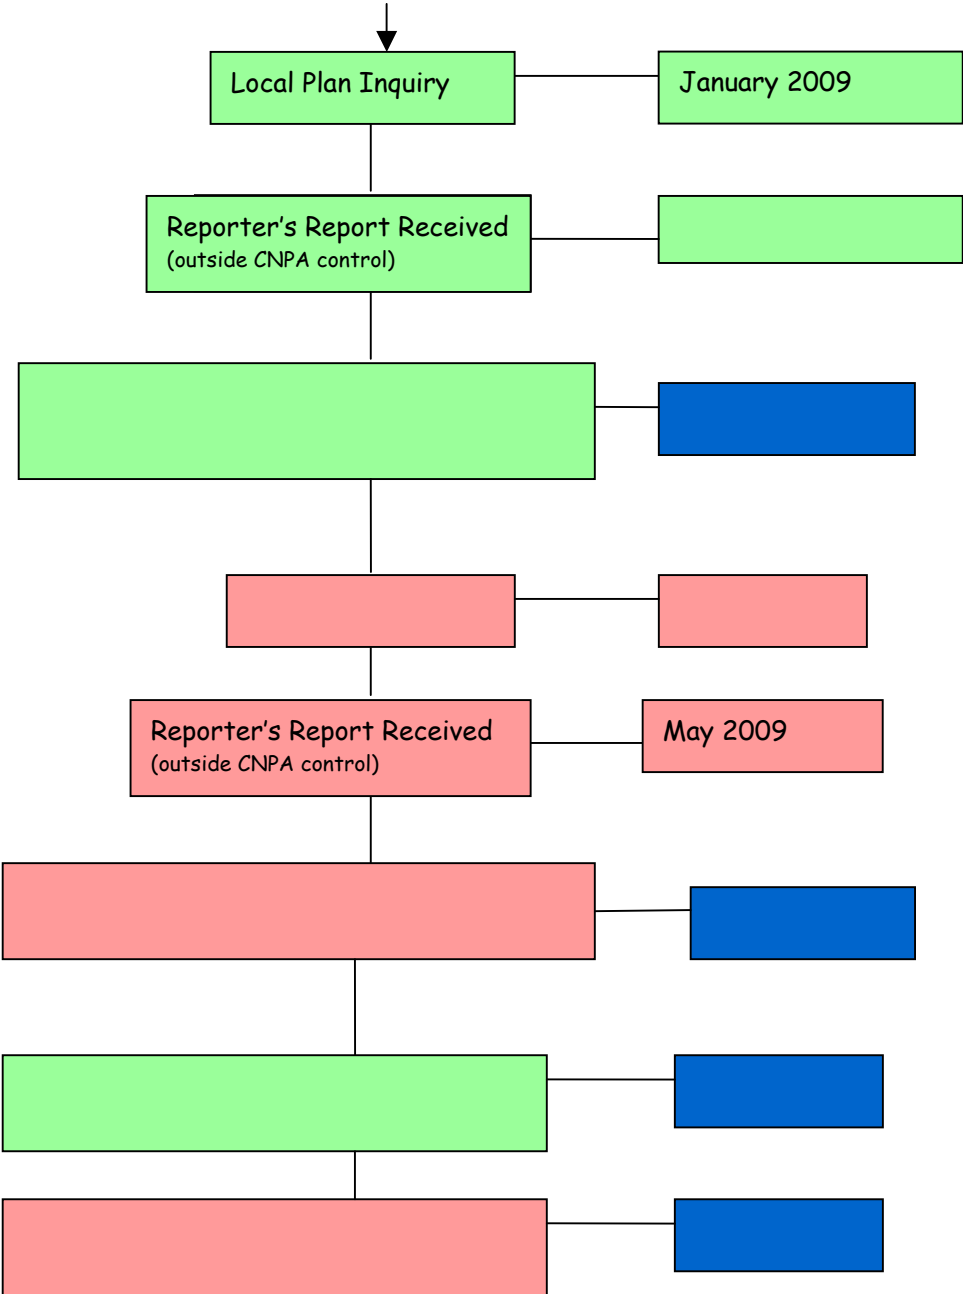 Local Plan Inquiry
January 2009
Reporter’s Report Received
(outside CNPA control)
Reporter’s Report Received
(outside CNPA control)
May 2009